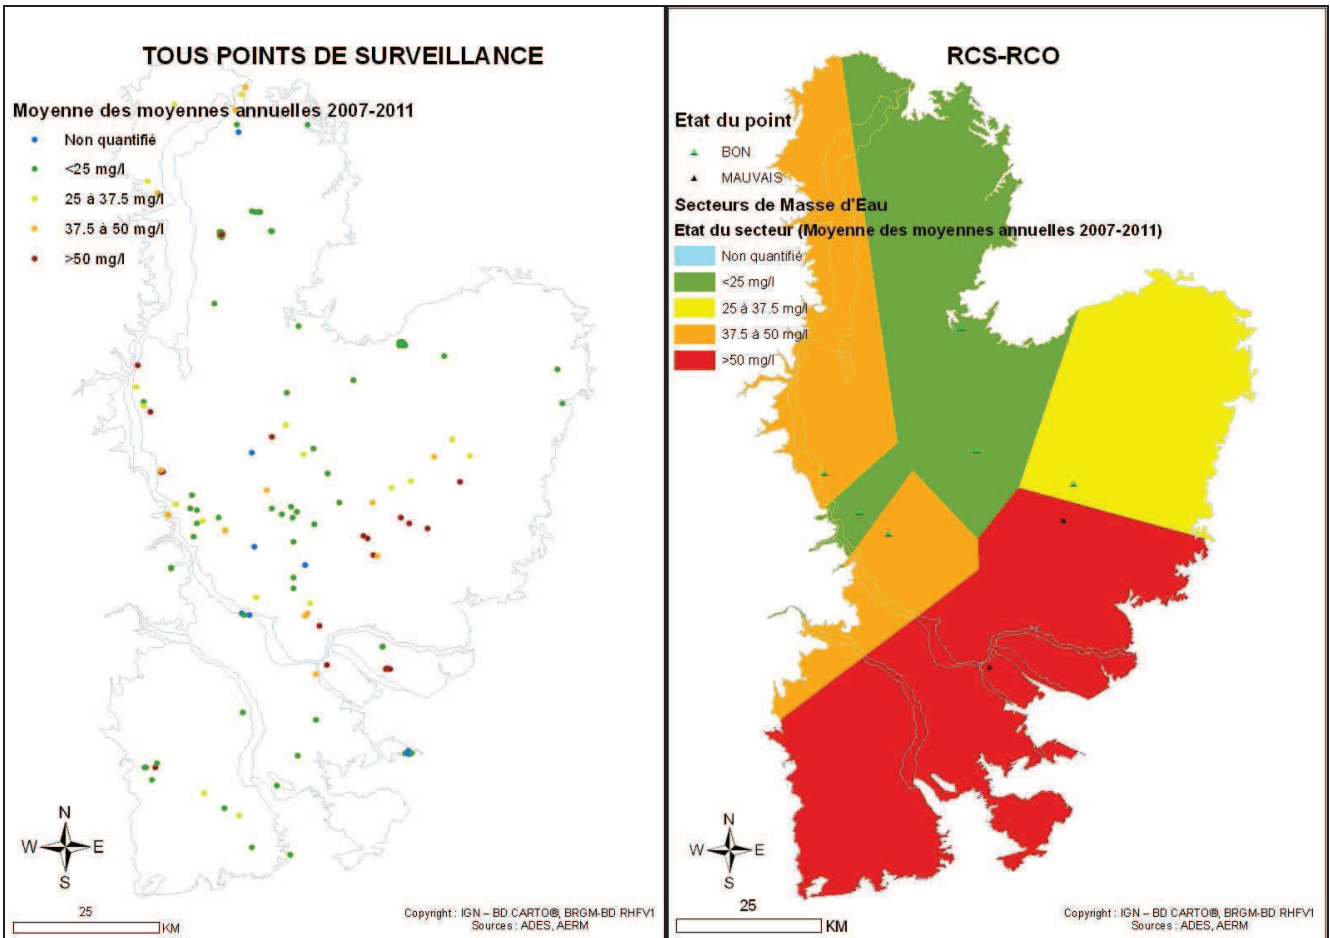 TOUS POINTS DE SURVEILLANCE
Moyenne des moyennes annuelles 2007-2011
Non quantifié
<25 mg/l
25 à 37.5 mg/l
37.5 à 50 mg/l
>50 mg/l
N
W E
S
25
KM
Copyright : IGN – BD CARTO®, BRGM-BD RHFV1
Sources : ADES, AERM
RCS-RCO
Etat du point
BON
MAUVAIS
Secteurs de Masse d'Eau
Etat du secteur (Moyenne des moyennes annuelles 2007-2011)
Non quantifié
<25 mg/l
25 à 37.5 mg/l
37.5 à 50 mg/l
>50 mg/l
N
W E
S
25
KM
Copyright : IGN – BD CARTO®, BRGM-BD RHFV1
Sources : ADES, AERM